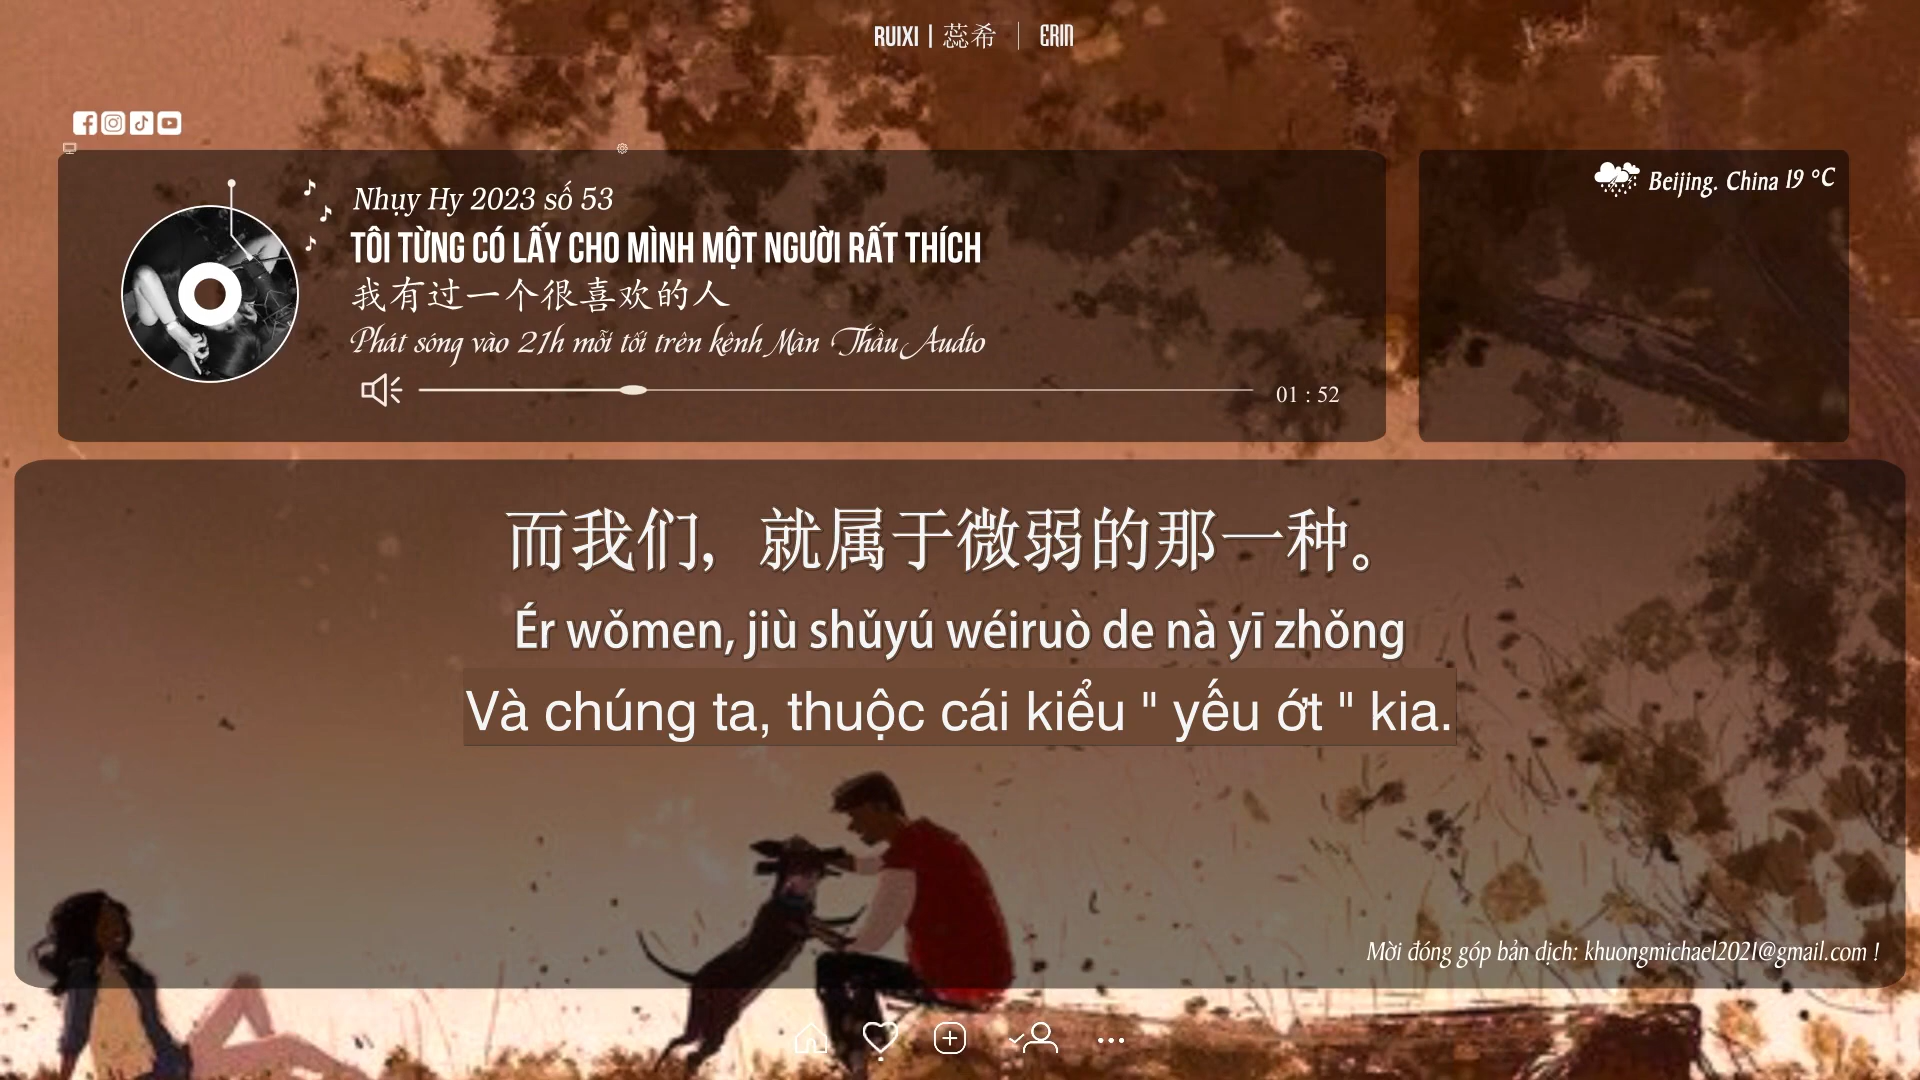 RUIXI | 蕊希 | ERIN
Nhụy Hy 2023 số 53
TÔI TỪNG CÓ LẤY CHO MÌNH MỘT NGƯỜI RẤT THÍCH
我有过一个很喜欢的人
Phát sóng vào 21h mỗi tối trên kênh Màn Thầu Audio
01 : 52
Beijing. China 19 °C
而我们，就属于微弱的那一种。
Ér wǒmen, jiù shǔyú wéiruò de nà yī zhǒng
Và chúng ta, thuộc cái kiểu " yếu ớt " kia.
Mời đóng góp bản dịch: khuongmichael2021@gmail.com !